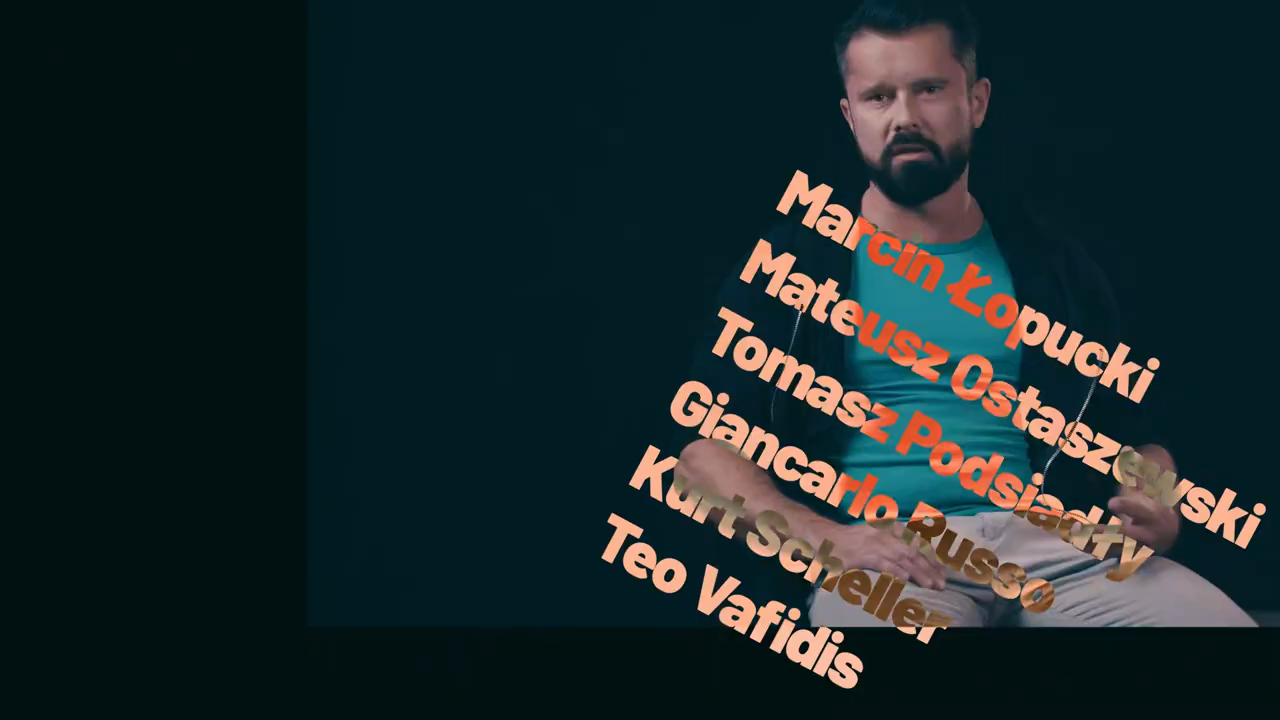 Marcin Łopucki
Mateusz Ostaszewski
Tomasz Podsiadły
Giancarlo Russo
Kurt Scheller
Teo Vafidis